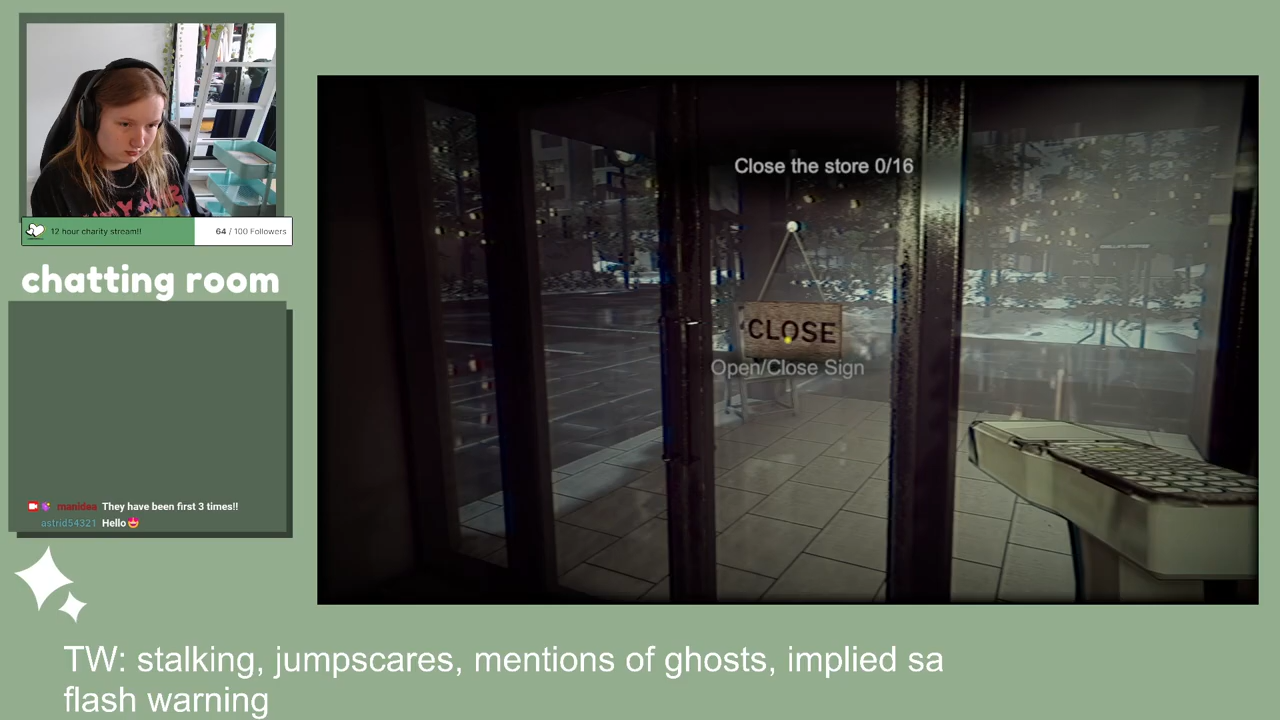 12 hour charity stream!!
64 / 100 Followers
chatting room
manidaa They have been first 3 times!!
astrid54321 Hello
Close the store 0/16
CLOSE
Open/Close Sign
TW: stalking, jumpscares, mentions of ghosts, implied sa
flash warning